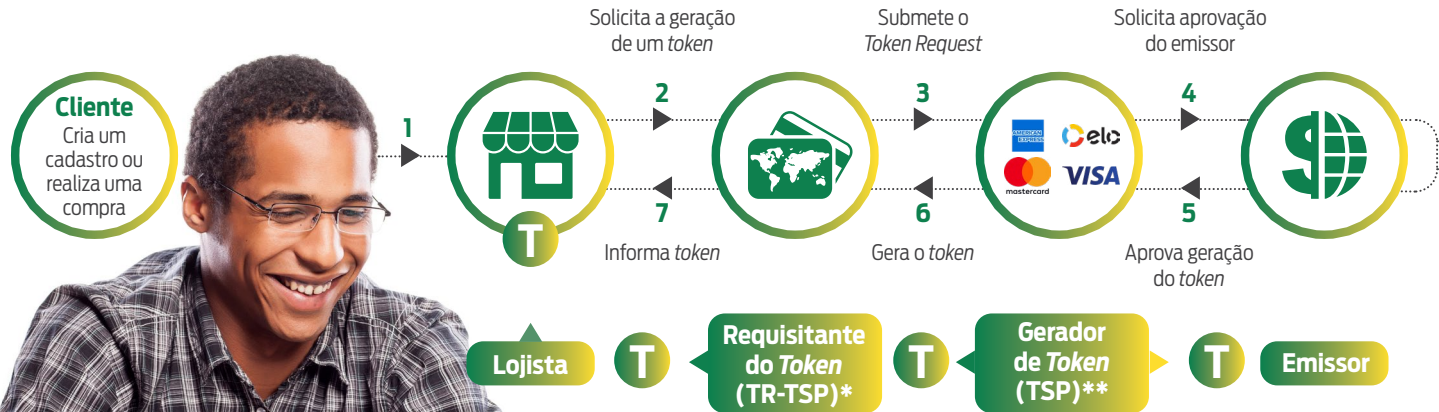 Solicita a geração
de um token
Submete o
Token Request
Solicita aprovação
do emissor
Cliente
Cria um
cadastro ou
realiza uma
compra
1
2
3
4
AMERICAN
EXPRESS
elo
mastercard
VISA
7
6
5
T
Informa token
Gera o token
Aprova geração
do token
Lojista
T
Requisitante
do Token
(TR-TSP)*
T
Gerador
de Token
(TSP)**
T
Emissor